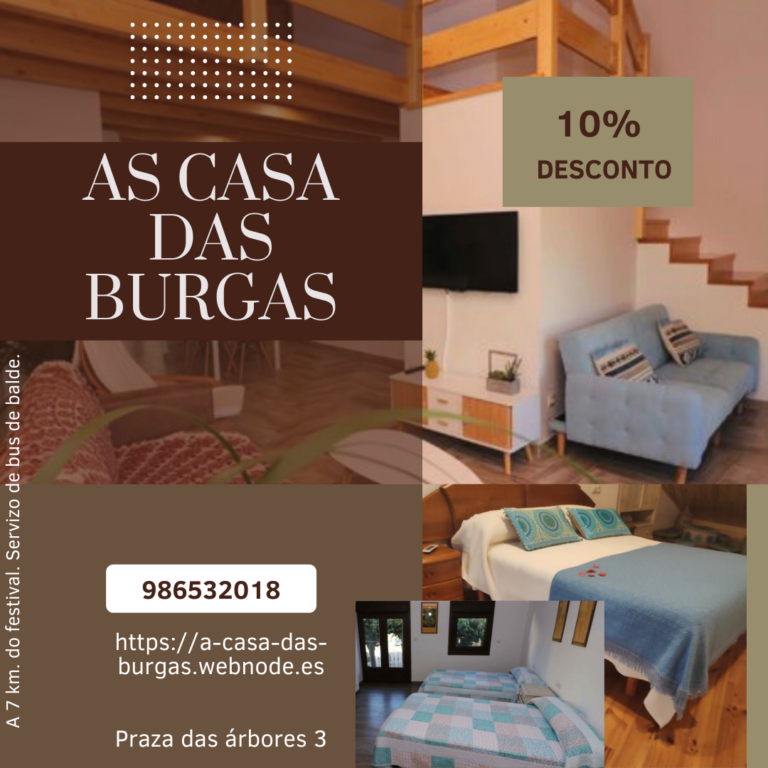 AS CASA
DAS
BURGAS
10%
DESCONTO
A 7 km. do festival. Servizo de bus de balde.
986532018
https://a-casa-das-
burgas.webnode.es
Praza das árbores 3